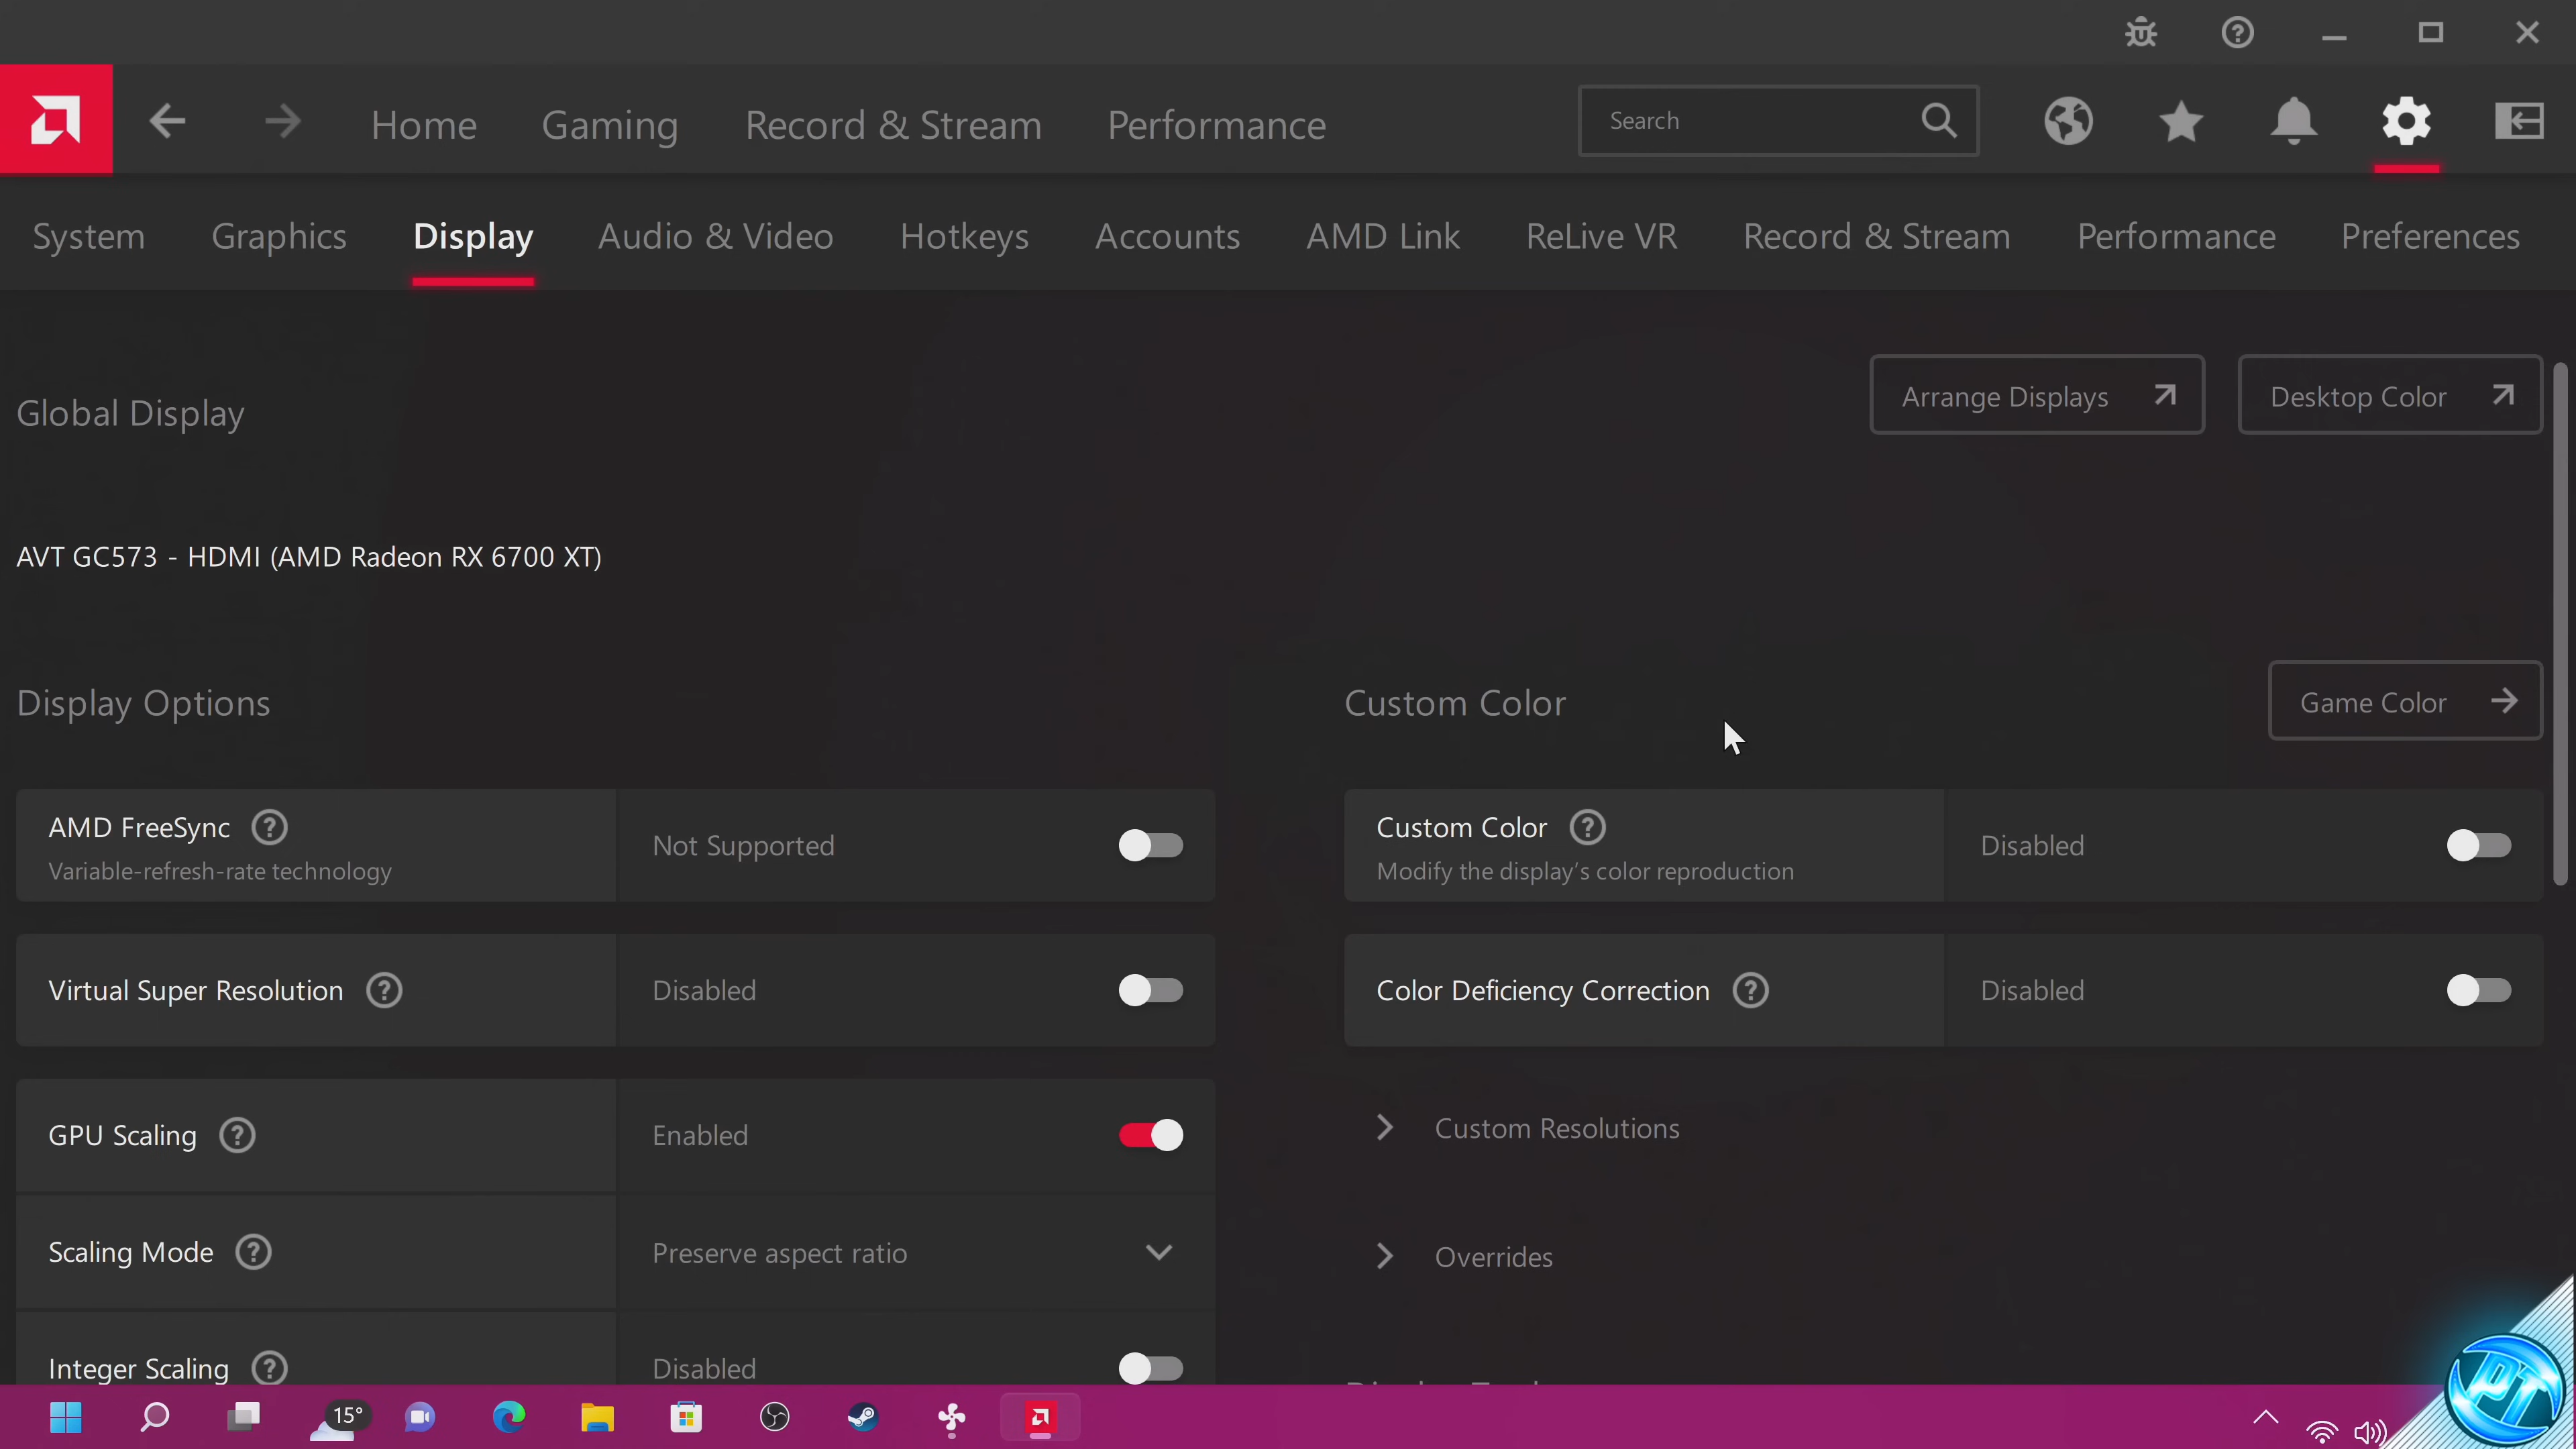 Home Gaming Record & Stream Performance Search
System Graphics Display Audio & Video Hotkeys Accounts AMD Link ReLive VR Record & Stream Performance Preferences
Global Display
Arrange Displays Desktop Color
AVT GC573 - HDMI (AMD Radeon RX 6700 XT)
Display Options
Custom Color
Game Color
AMD FreeSync
Variable-refresh-rate technology
Not Supported
Custom Color
Modify the display's color reproduction
Disabled
Virtual Super Resolution Disabled
Color Deficiency Correction Disabled
GPU Scaling Enabled
Custom Resolutions
Scaling Mode Preserve aspect ratio
Overrides
Integer Scaling Disabled
15°
PT